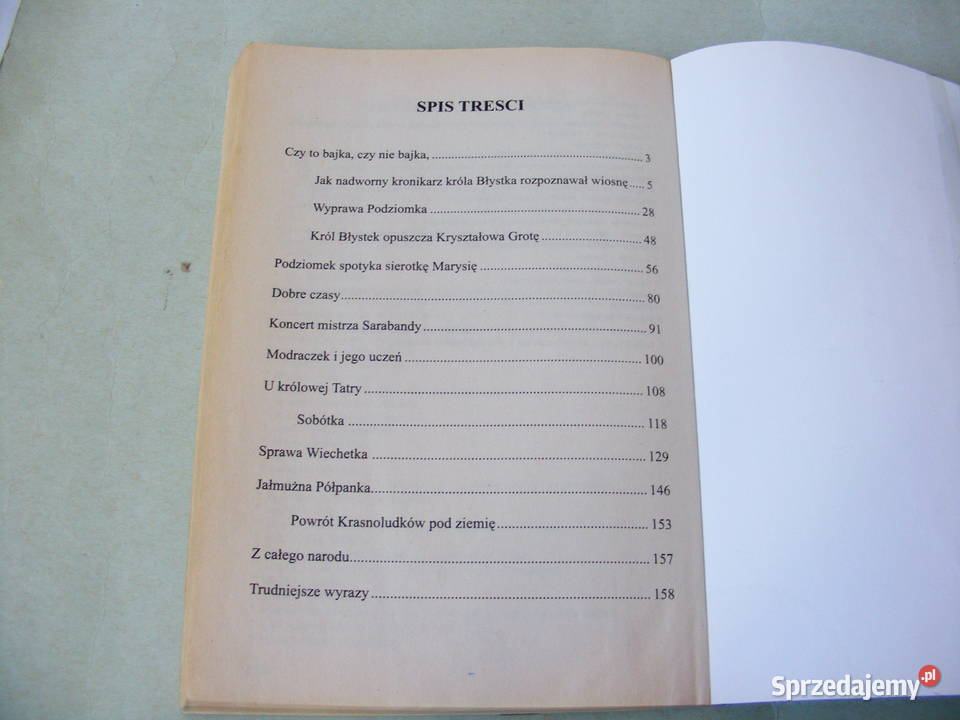 SPIS TRESCI
Czy to bajka, czy nie bajka, ........ 3
Jak nadworny kronikarz króla Błystka rozpoznawał wiosnę ..... 5
Wyprawa Podziomka ........ 28
Król Błystek opuszcza Kryształowa Grotę ........ 48
Podziomek spotyka sierotkę Marysię ........ 56
Dobre czasy ........ 80
Koncert mistrza Sarabandy ........ 91
Modraczek i jego uczeń ........ 100
U królowej Tatry ........ 108
Sobótka ........ 118
Sprawa Wiechetka ........ 129
Jałmużna Półpanka ........ 146
Powrót Krasnoludków pod ziemię ........ 153
Z całego narodu ........ 157
Trudniejsze wyrazy ........ 158
Sprzedajemy.pl